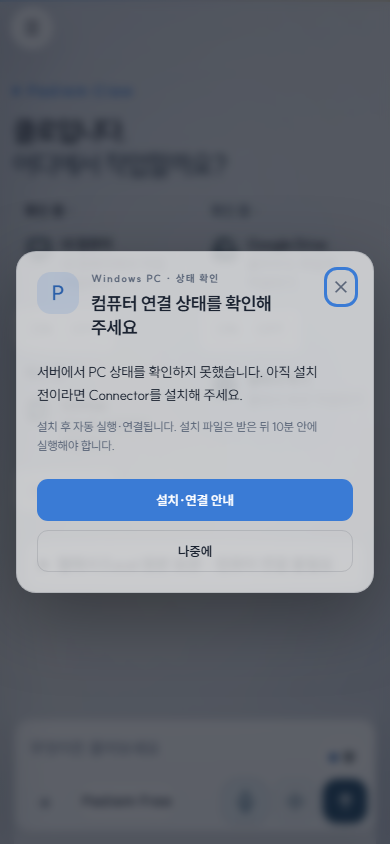 P
Windows PC · 상태 확인
컴퓨터 연결 상태를 확인해
주세요
서버에서 PC 상태를 확인하지 못했습니다. 아직 설치
전이라면 Connector를 설치해 주세요.
설치 후 자동 실행·연결됩니다. 설치 파일은 받은 뒤 10분 안에
실행해야 합니다.
설치·연결 안내
나중에